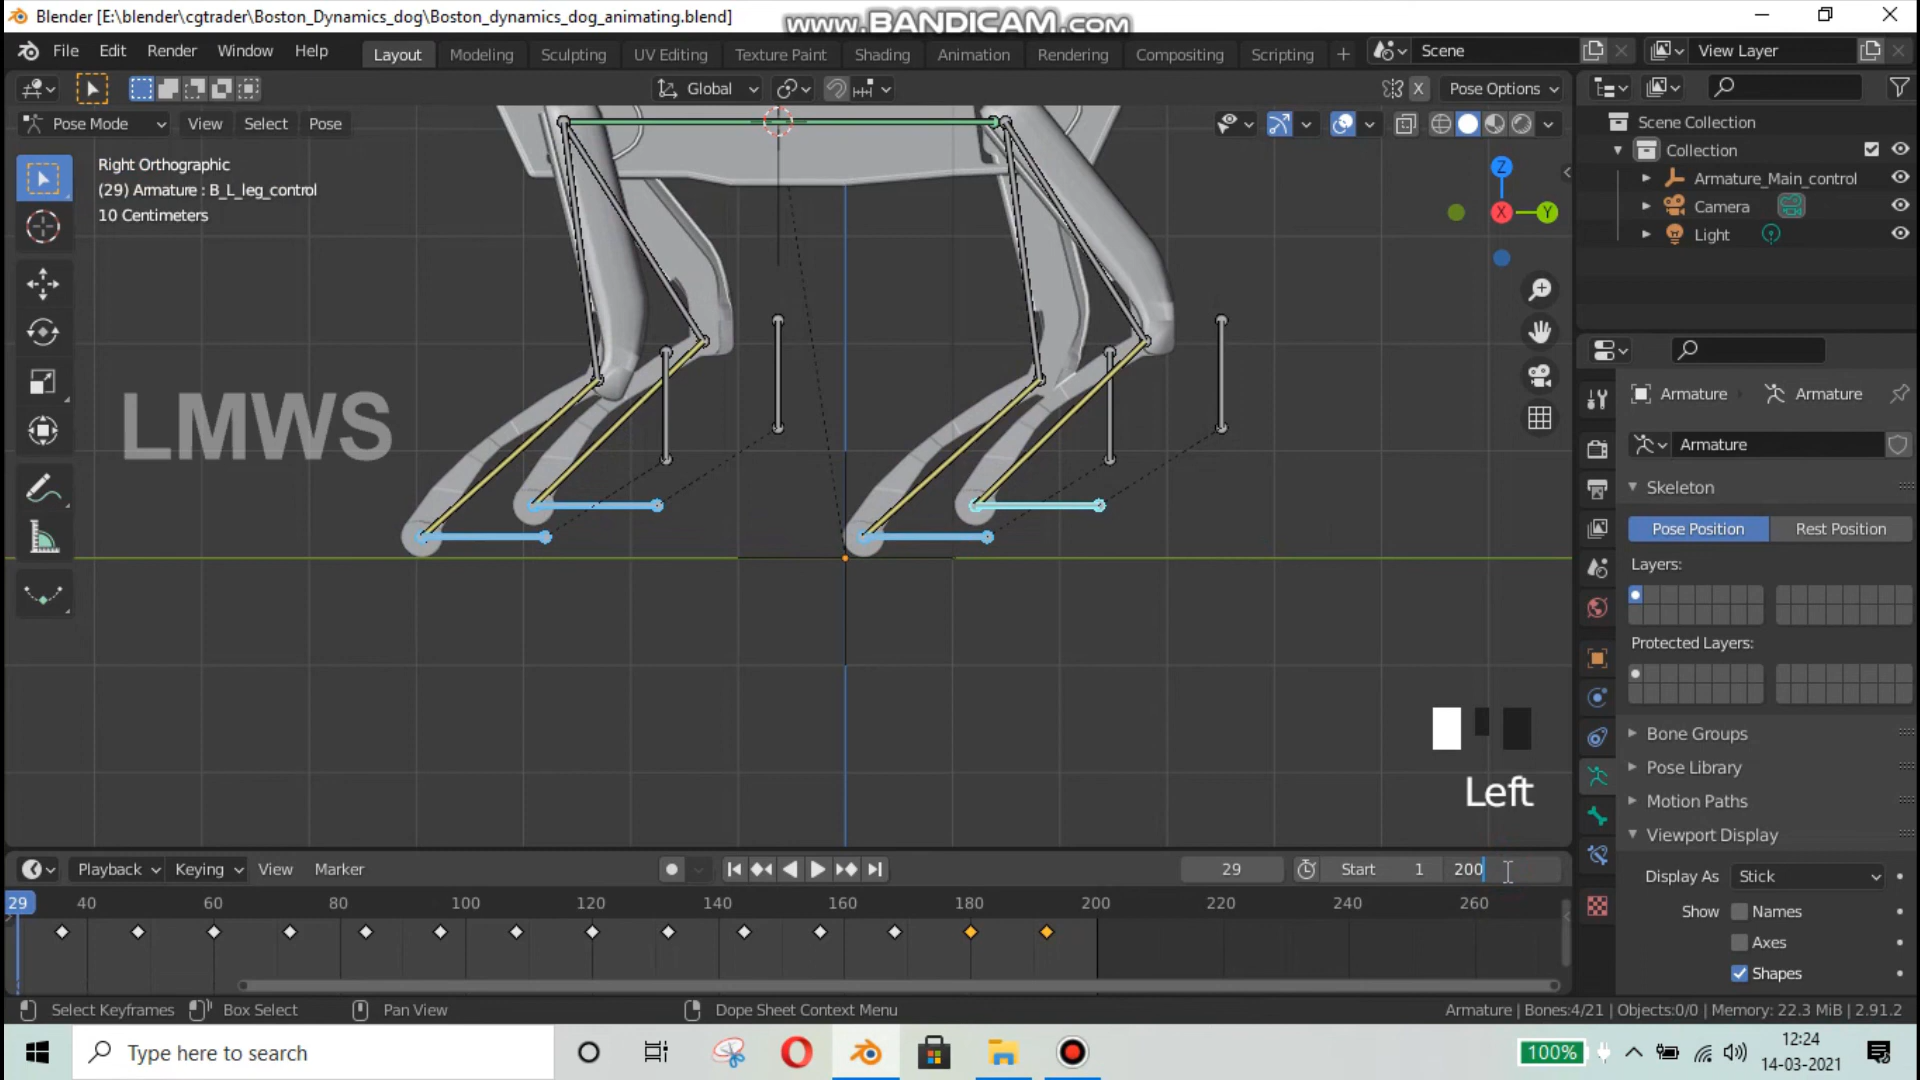 Blender [E:\blender\cgtrader\Boston_Dynamics_dog\Boston_dynamics_dog_animating.blend]
www.BANDICAM.com
File Edit Render Window Help
Layout Modeling Sculpting UV Editing Texture Paint Shading Animation Rendering Compositing Scripting +
Scene
View Layer
Global
X
Pose Options
Pose Mode
View Select Pose
Right Orthographic
(29) Armature : B_L_leg_control
10 Centimeters
Z
X
Y
LMWS
Left
Scene Collection
Collection
Armature_Main_control
Camera
Light
Armature
Armature
Armature
Skeleton
Pose Position
Rest Position
Layers:
Protected Layers:
Bone Groups
Pose Library
Motion Paths
Viewport Display
Display As Stick
Show Names
Axes
Shapes
Playback Keying View Marker
29
Start 1
200
29 40 60 80 100 120 140 160 180 200 220 240 260
Select Keyframes Box Select Pan View Dope Sheet Context Menu
Armature | Bones:4/21 | Objects:0/0 | Memory: 22.3 MiB | 2.91.2
Type here to search
100%
12:24
14-03-2021